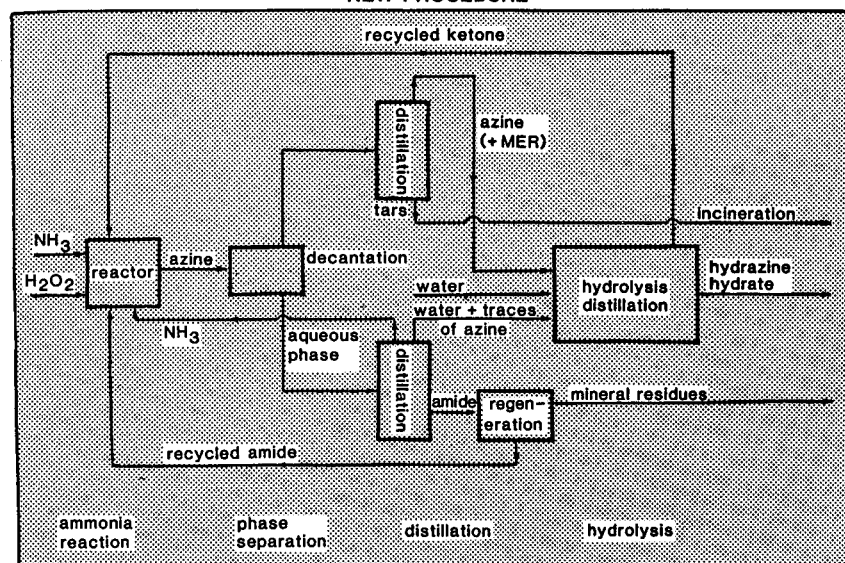 NEW PROCEDURE
recycled ketone
distillation
azine
(+ MER)
tars
incineration
NH3
H2O2
reactor
azine
decantation
hydrolysis
distillation
hydrazine
hydrate
water
water + traces
of azine
NH3
aqueous
phase
distillation
amide
regen-
eration
mineral residues
recycled amide
ammonia
reaction
phase
separation
distillation
hydrolysis